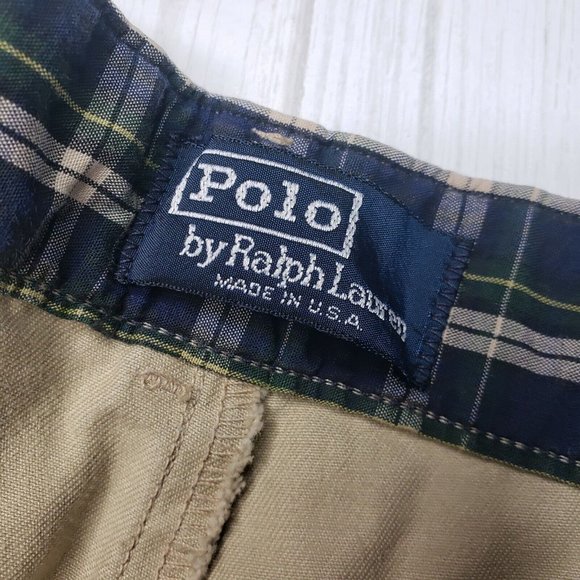 Polo
by Ralph Lauren
MADE IN U.S.A.